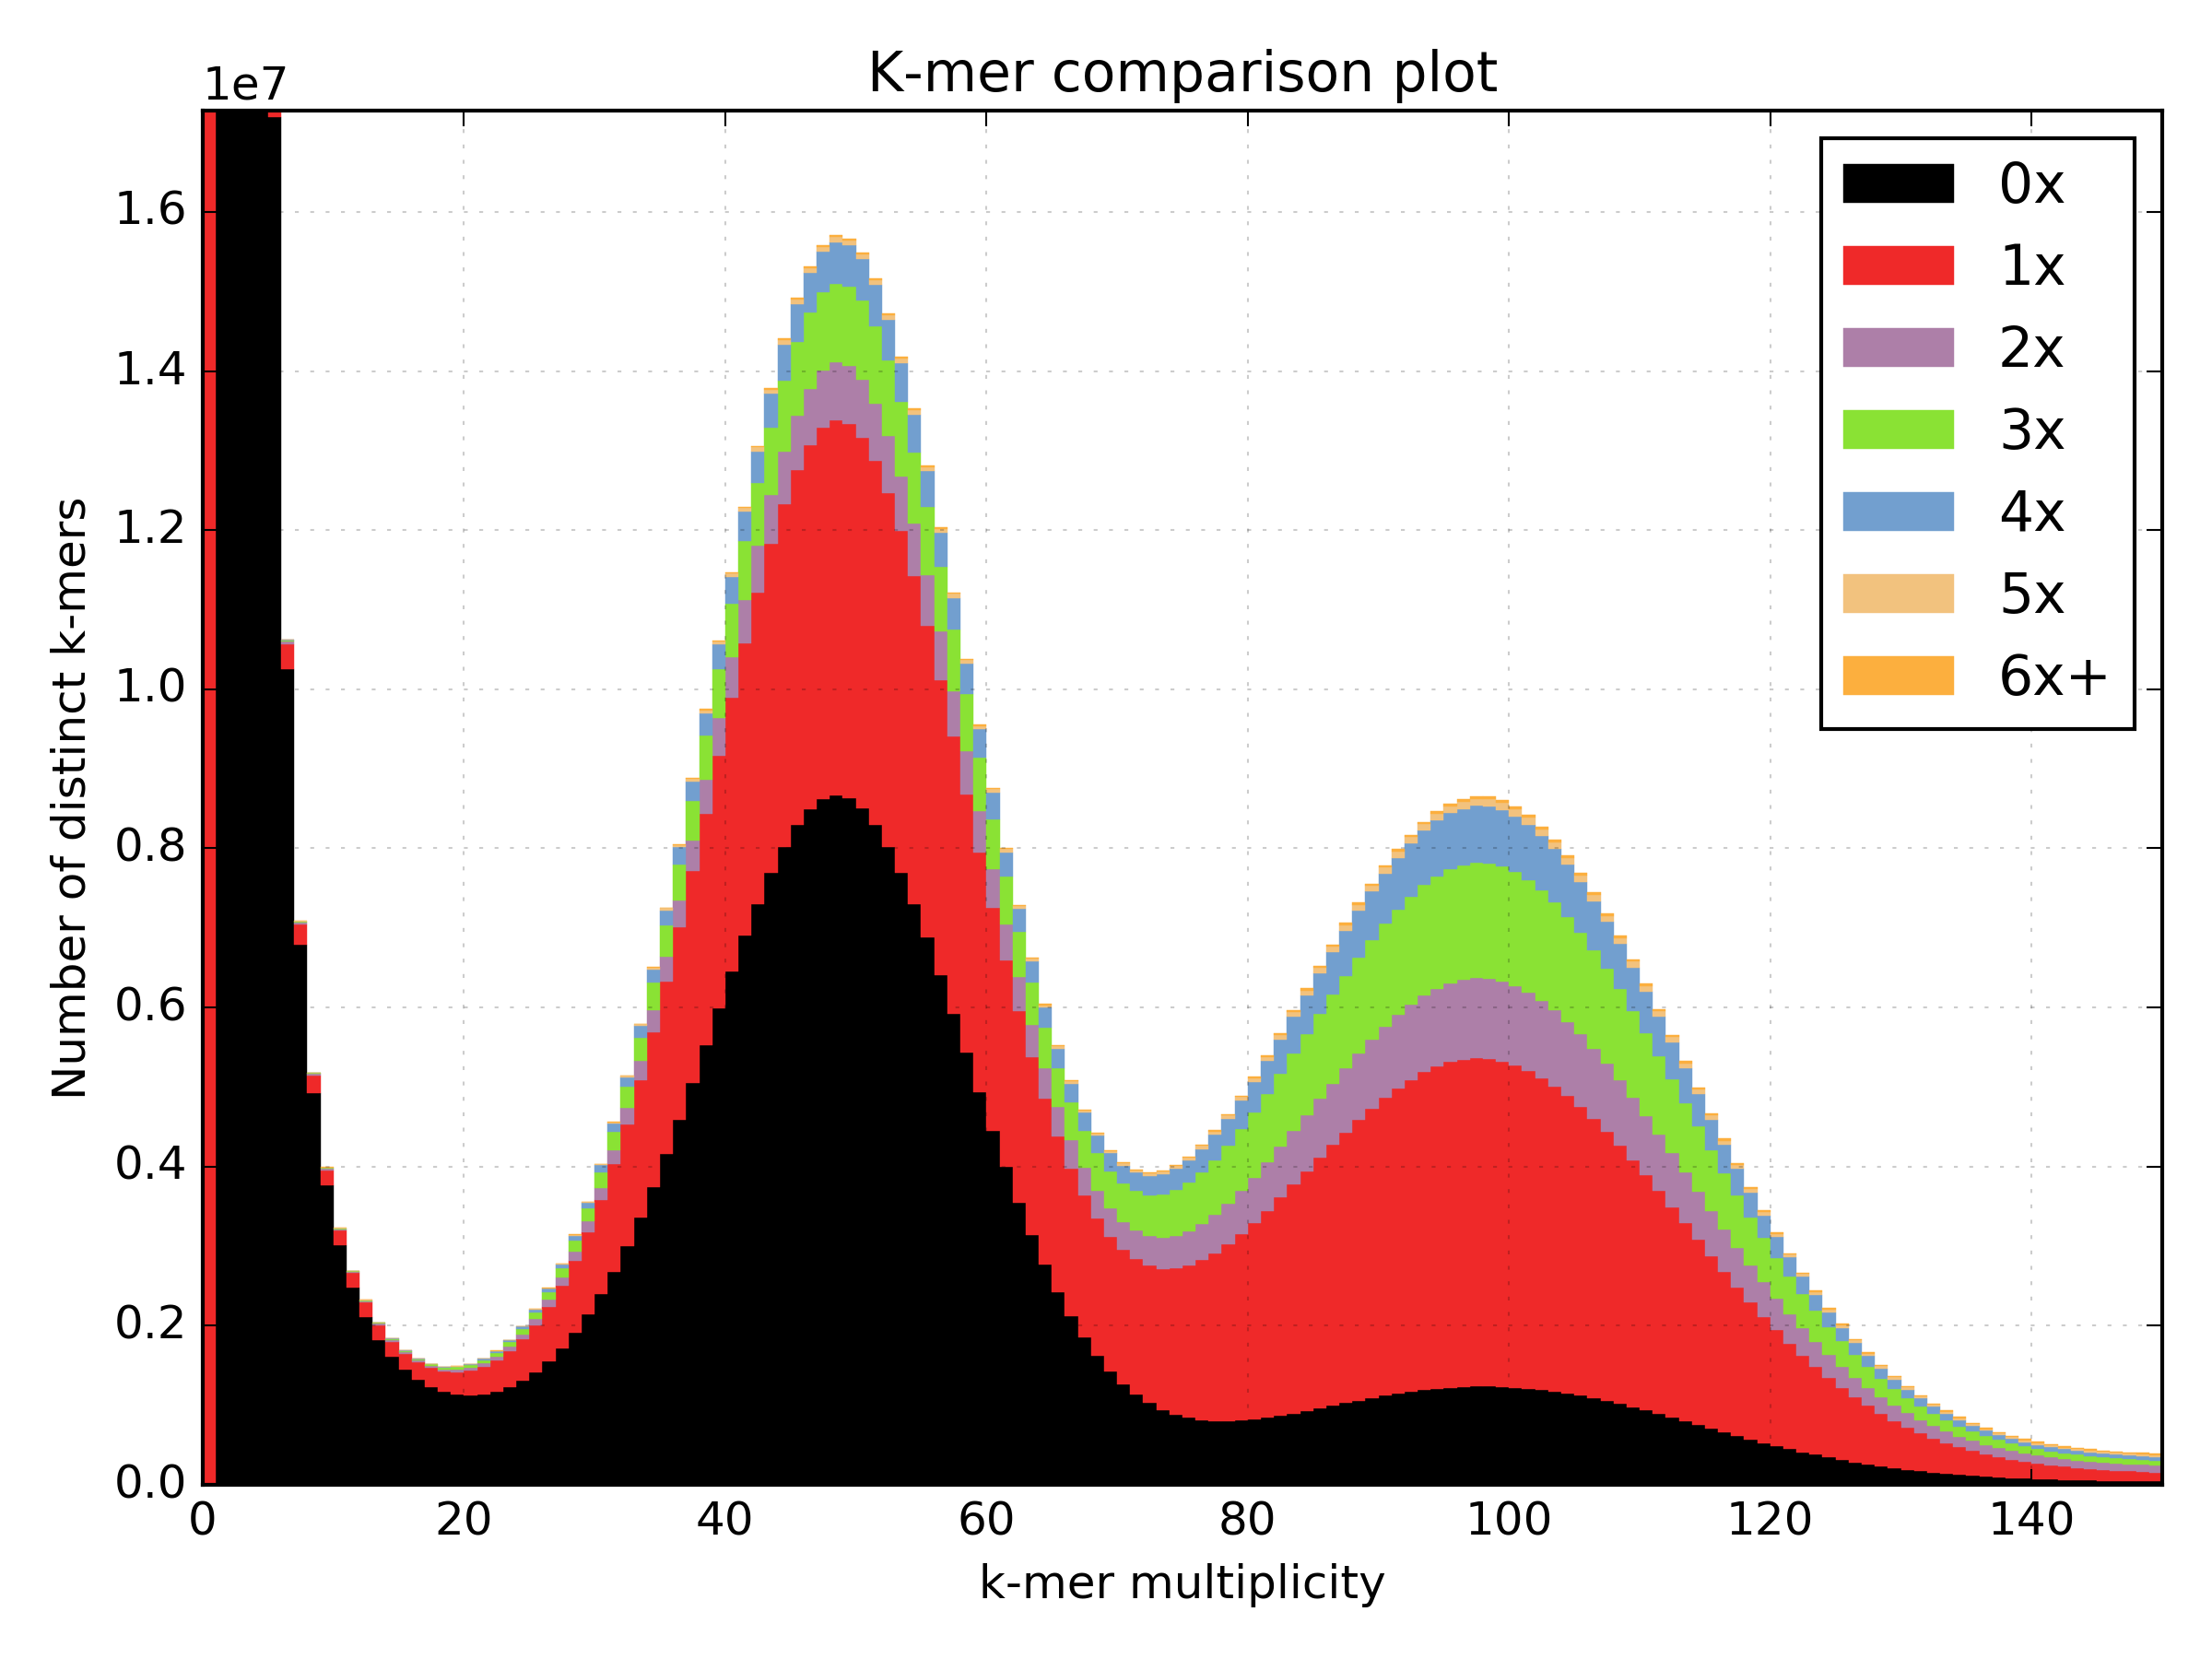 K-mer comparison plot
1e7
1.6
1.4
1.2
1.0
0.8
0.6
0.4
0.2
0.0
Number of distinct k-mers
0 20 40 60 80 100 120 140
k-mer multiplicity
0x
1x
2x
3x
4x
5x
6x+